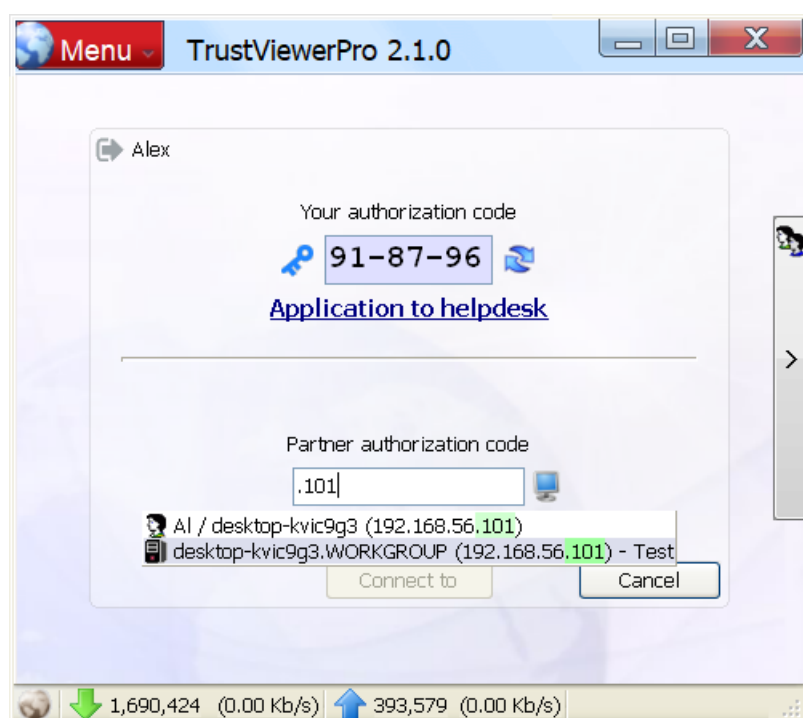 Menu TrustViewerPro 2.1.0
Alex
Your authorization code
91-87-96
Application to helpdesk
Partner authorization code
.101
Al / desktop-kvic9g3 (192.168.56.101)
desktop-kvic9g3.WORKGROUP (192.168.56.101) - Test
Connect to Cancel
1,690,424 (0.00 Kb/s) 393,579 (0.00 Kb/s)